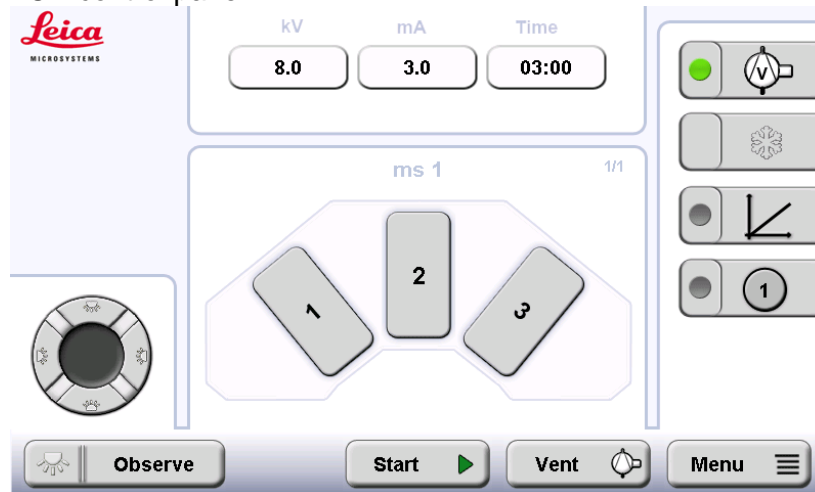 Leica
MICROSYSTEMS
kV mA Time
8.0 3.0 03:00
ms 1 1/1
1 2 3
V
1
Observe Start Vent Menu